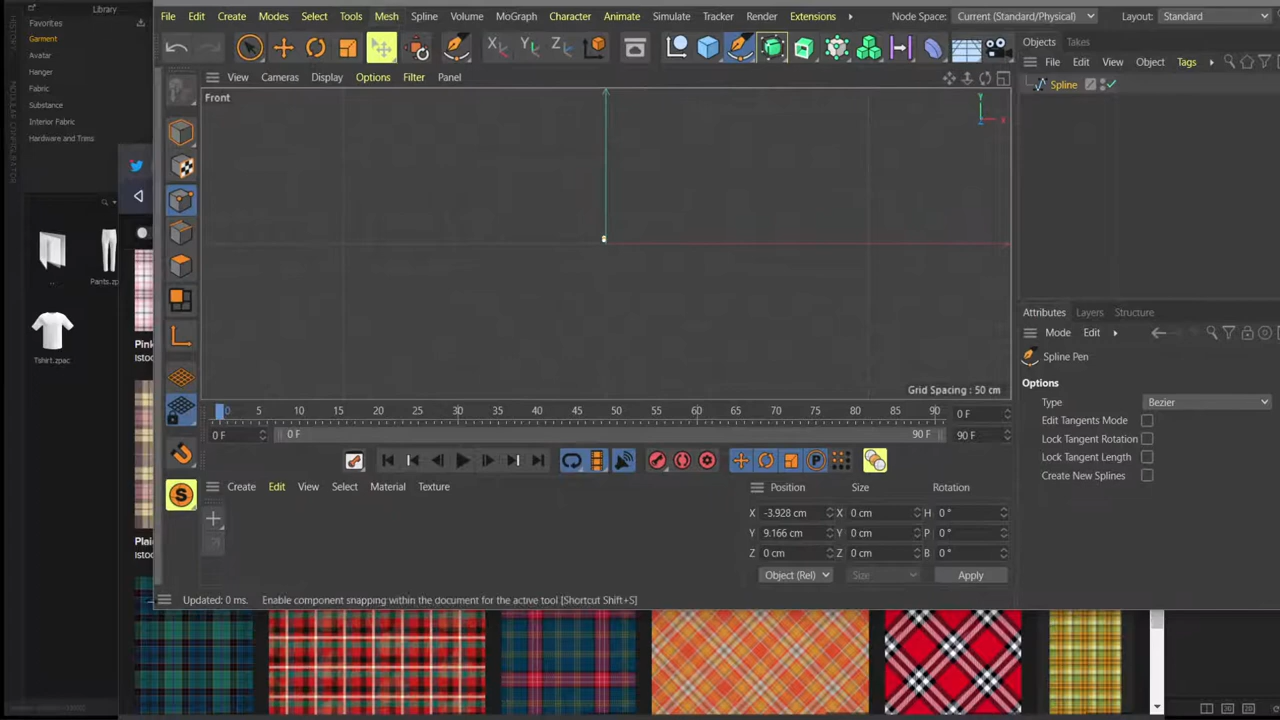 Library
Favorites
Garment
Avatar
Hanger
Fabric
Substance
Interior Fabric
Hardware and Trims
HISTORY
MODULAR CONFIGURATOR
..
Pants.zp
Tshirt.zpac
Pink
Istoc
Plai
Istoc
File Edit Create Modes Select Tools Mesh Spline Volume MoGraph Character Animate Simulate Tracker Render Extensions Node Space: Current (Standard/Physical) Layout: Standard
X Y Z
View Cameras Display Options Filter Panel
Front
Y
X
Grid Spacing : 50 cm
0 5 10 15 20 25 30 35 40 45 50 55 60 65 70 75 80 85 90 0 F
0 F 0 F 90 F 90 F
P
S
Create Edit View Select Material Texture
Position Size Rotation
X -3.928 cm X 0 cm H 0 °
Y 9.166 cm Y 0 cm P 0 °
Z 0 cm Z 0 cm B 0 °
Object (Rel) Size Apply
Updated: 0 ms. Enable component snapping within the document for the active tool [Shortcut Shift+S]
Objects Takes
File Edit View Object Tags
Spline
Attributes Layers Structure
Mode Edit
Spline Pen
Options
Type Bezier
Edit Tangents Mode
Lock Tangent Rotation
Lock Tangent Length
Create New Splines
3D 2D